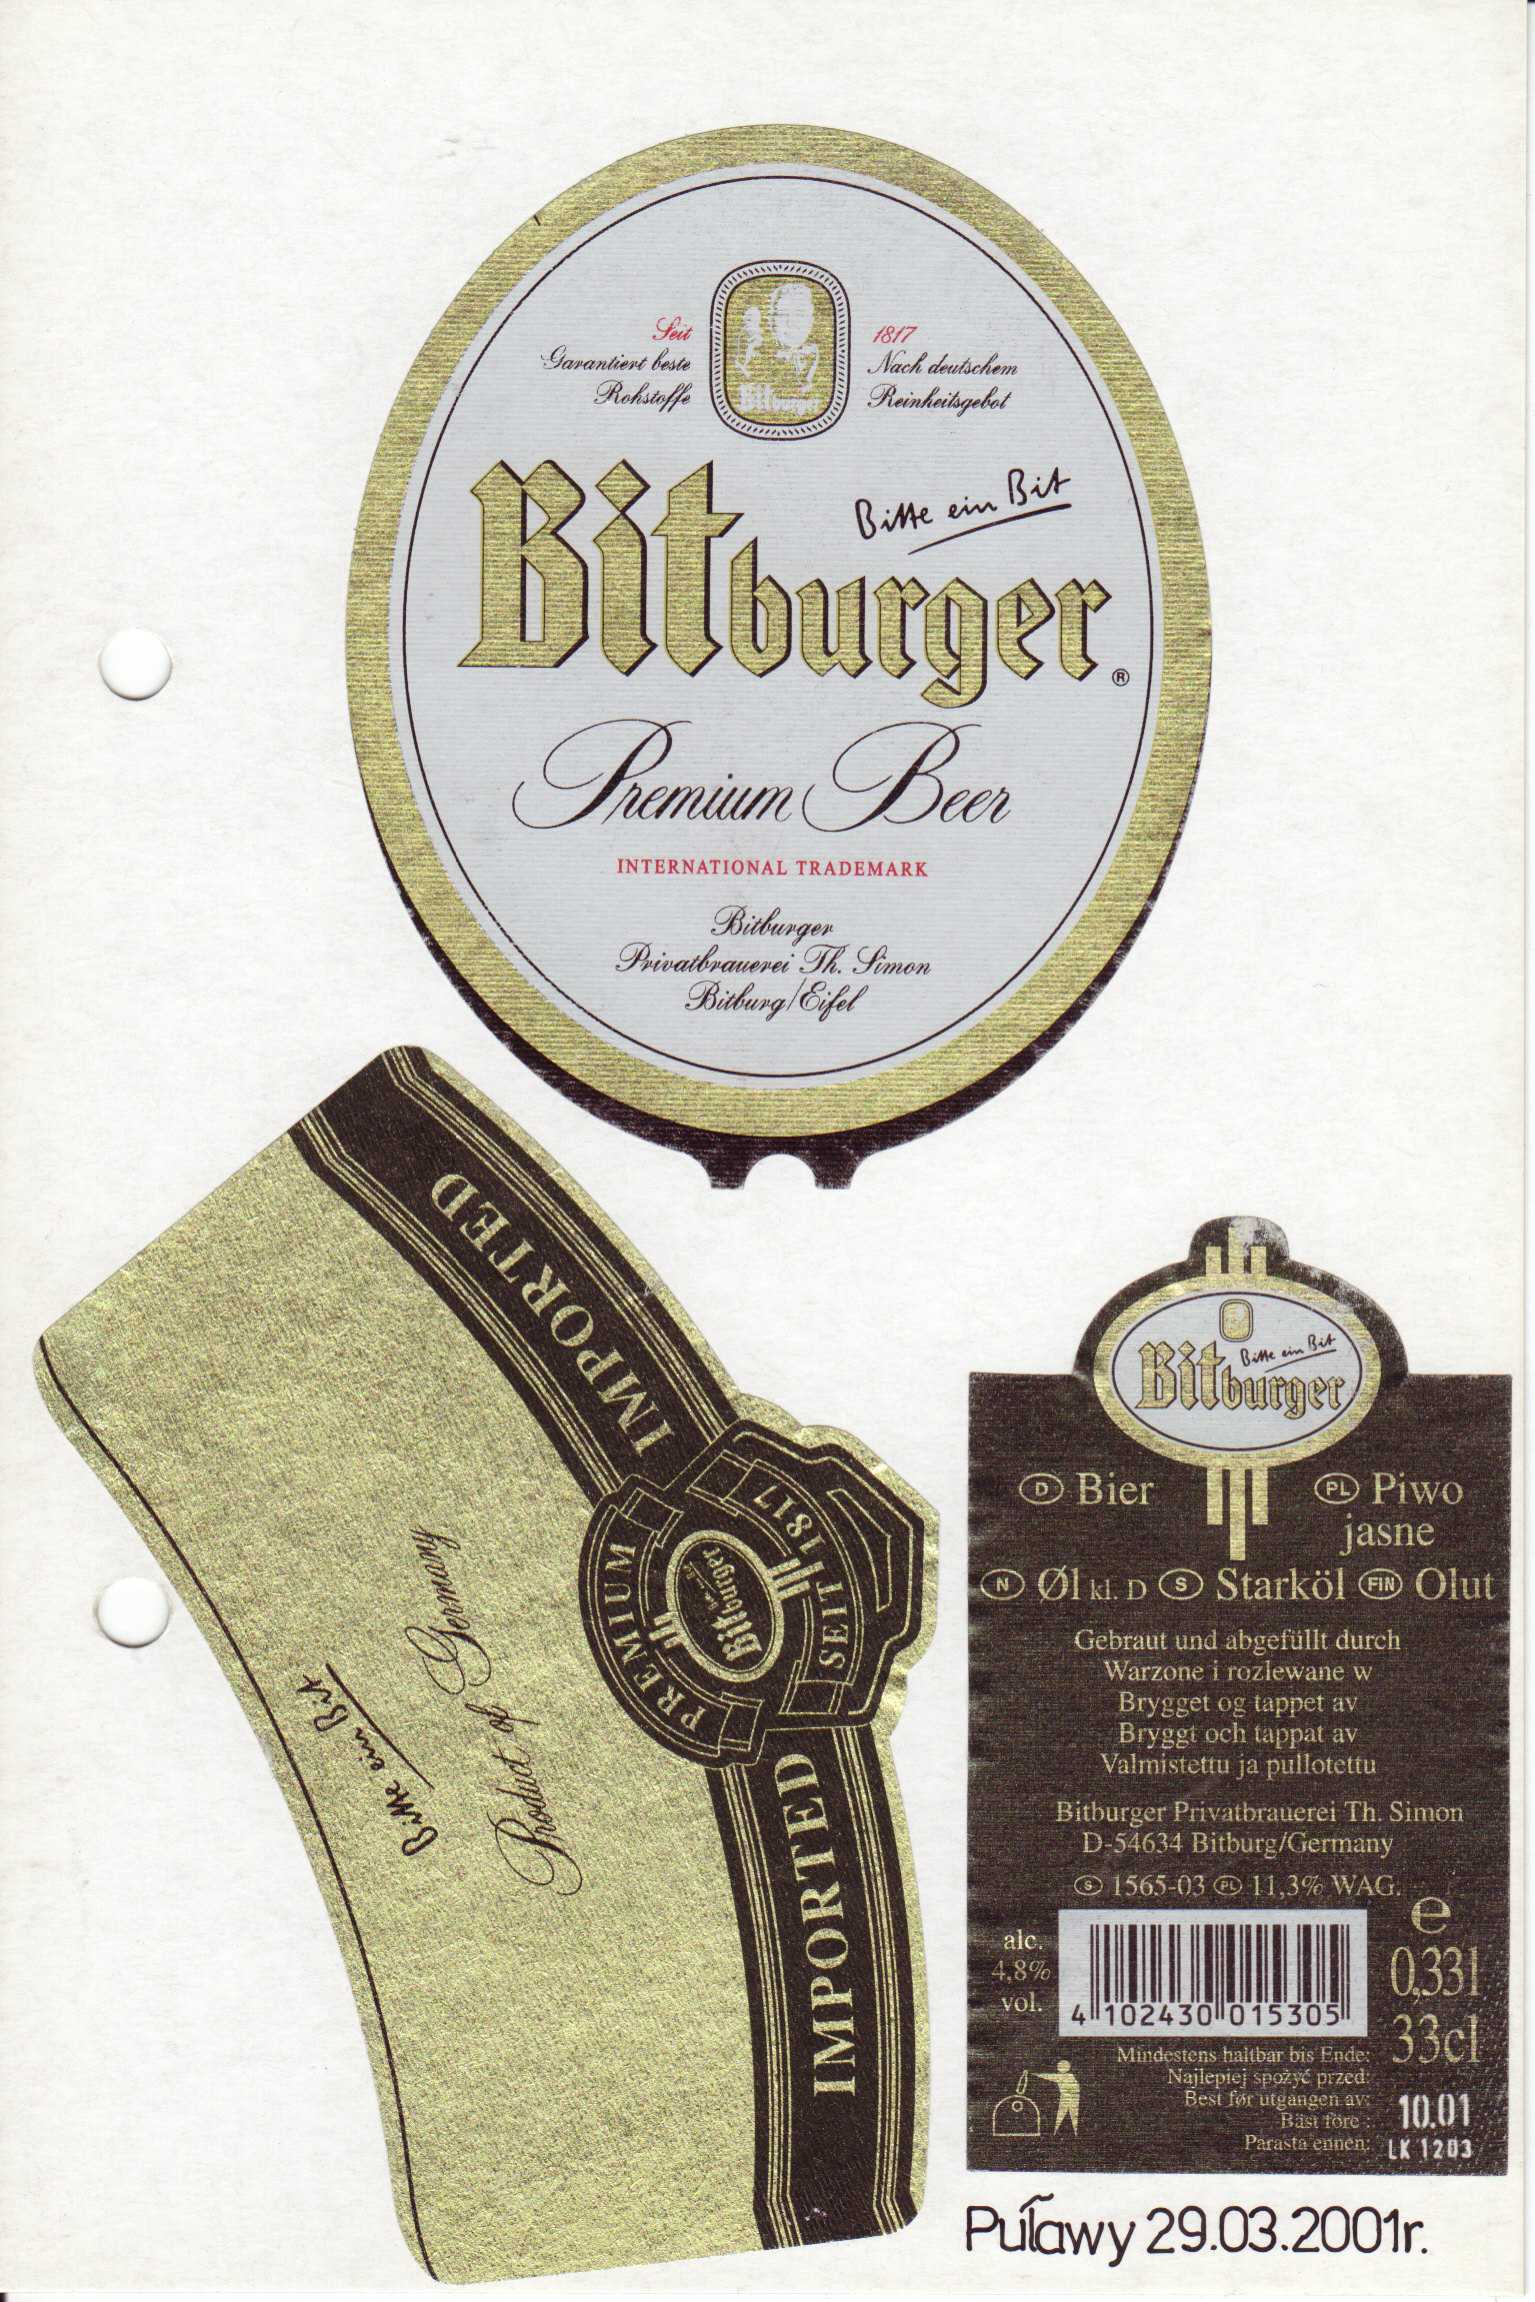 Seit
1817
Garantiert beste
Rohstoffe
Nach deutschem
Reinheitsgebot
Bitburger
Bitte ein Bit
Bitburger ®
Premium Beer
INTERNATIONAL TRADEMARK
Bitburger
Privatbrauerei Th. Simon
Bitburg/Eifel
IMPORTED
PREMIUM
Bitburger
SEIT 1817
IMPORTED
Bitte ein Bit
Product of Germany
Bitte ein Bit
Bitburger
D Bier
PL Piwo
jasne
N Øl kl. D S Starköl FIN Olut
Gebraut und abgefüllt durch
Warzone i rozlewane w
Brygget og tappet av
Bryggt och tappat av
Valmistettu ja pullotettu
Bitburger Privatbrauerei Th. Simon
D-54634 Bitburg/Germany
S 1565-03 PL 11,3% WAG.
alc.
4,8%
vol.
4 102430 015305
e
0,33l
33cl
Mindestens haltbar bis Ende:
Najlepiej spożyć przed:
Best før utgangen av:
Bäst före :
Parasta ennen:
10.01
LK 1203
Puławy 29.03.2001r.